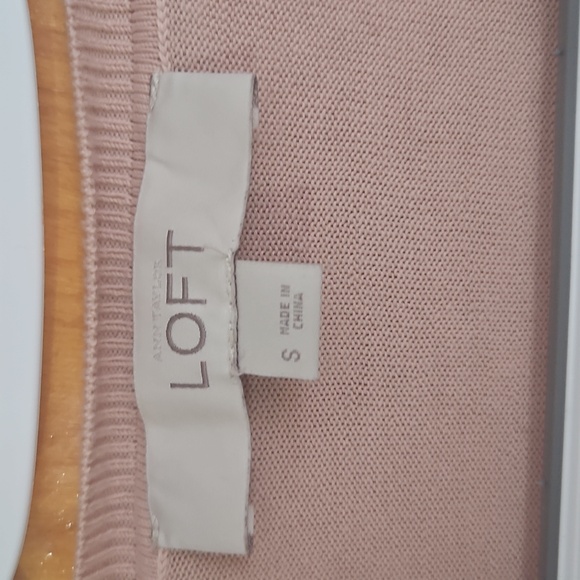 ANN TAYLOR
LOFT
S
MADE IN
CHINA